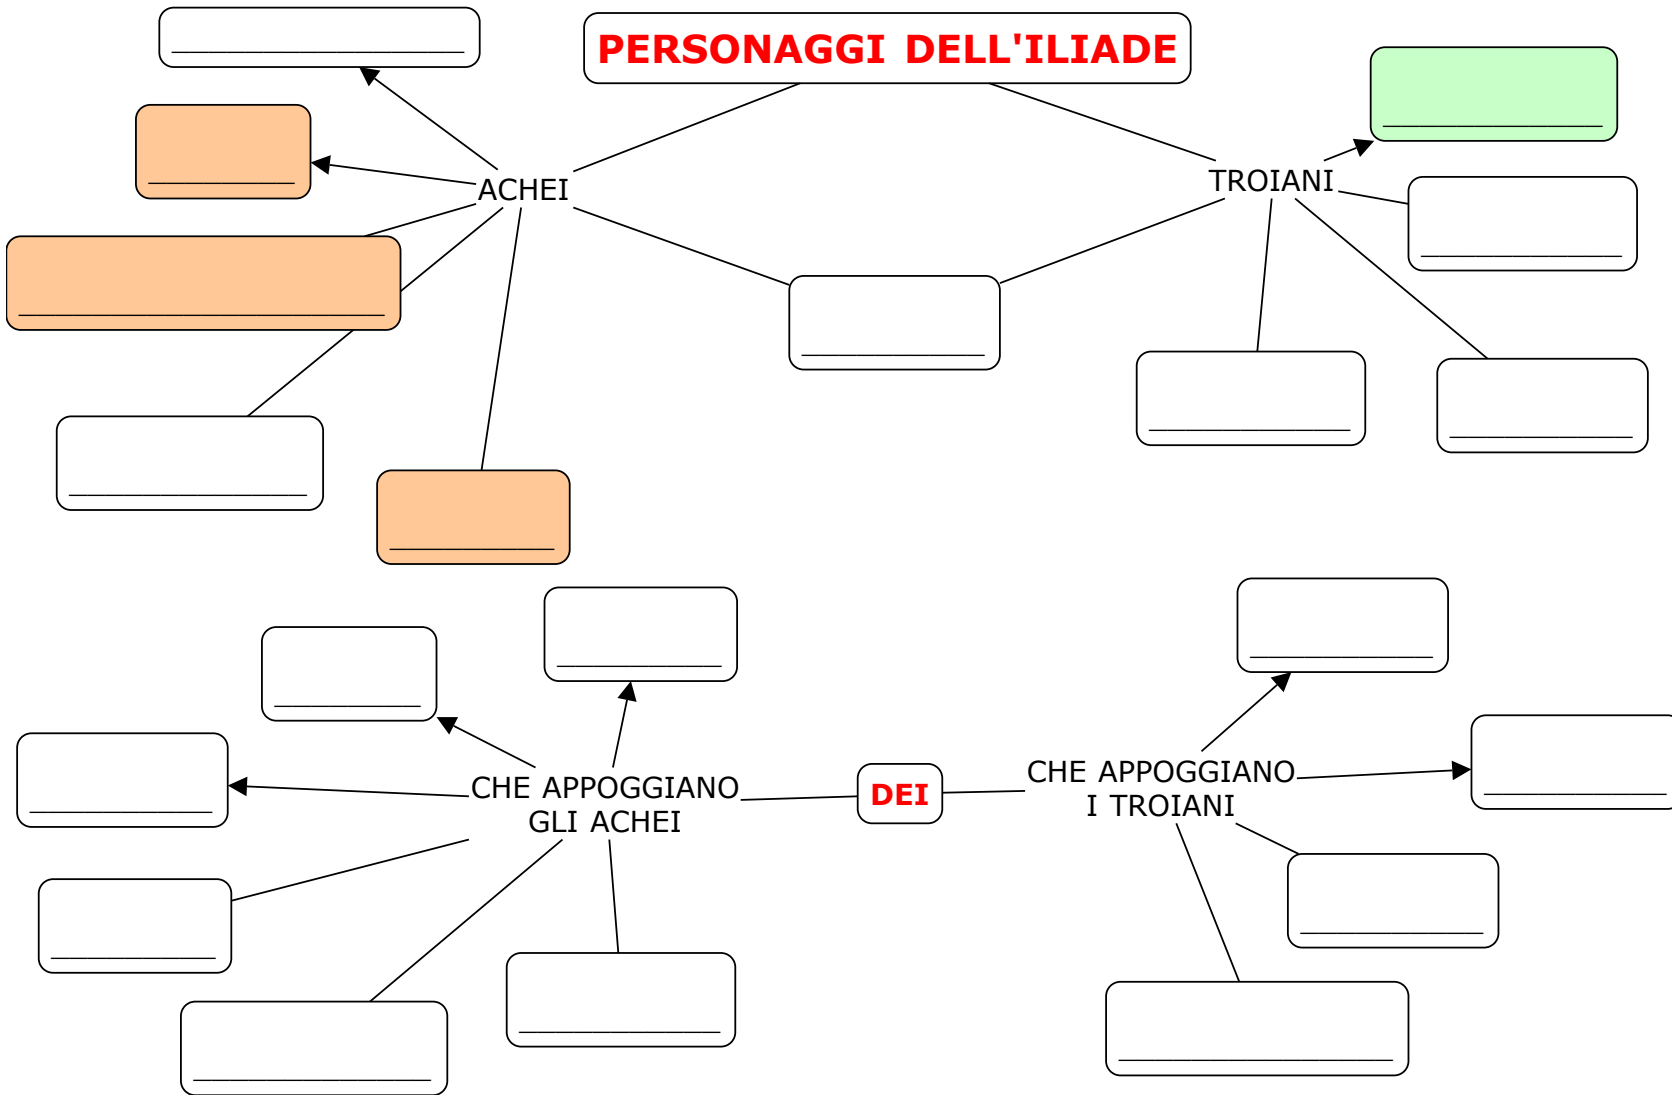 PERSONAGGI DELL'ILIADE
ACHEI
TROIANI
CHE APPOGGIANO
GLI ACHEI
DEI
CHE APPOGGIANO
I TROIANI